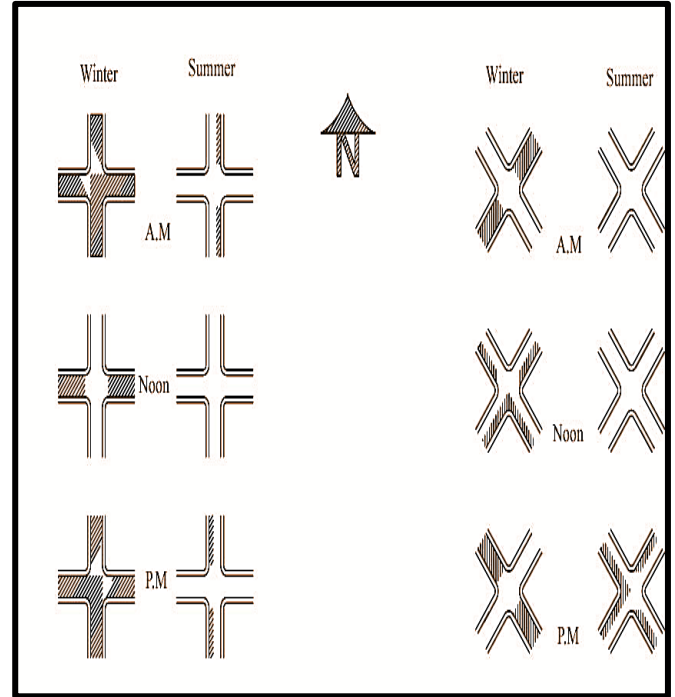 Winter Summer Winter Summer
N
A.M A.M
Noon Noon
P.M P.M